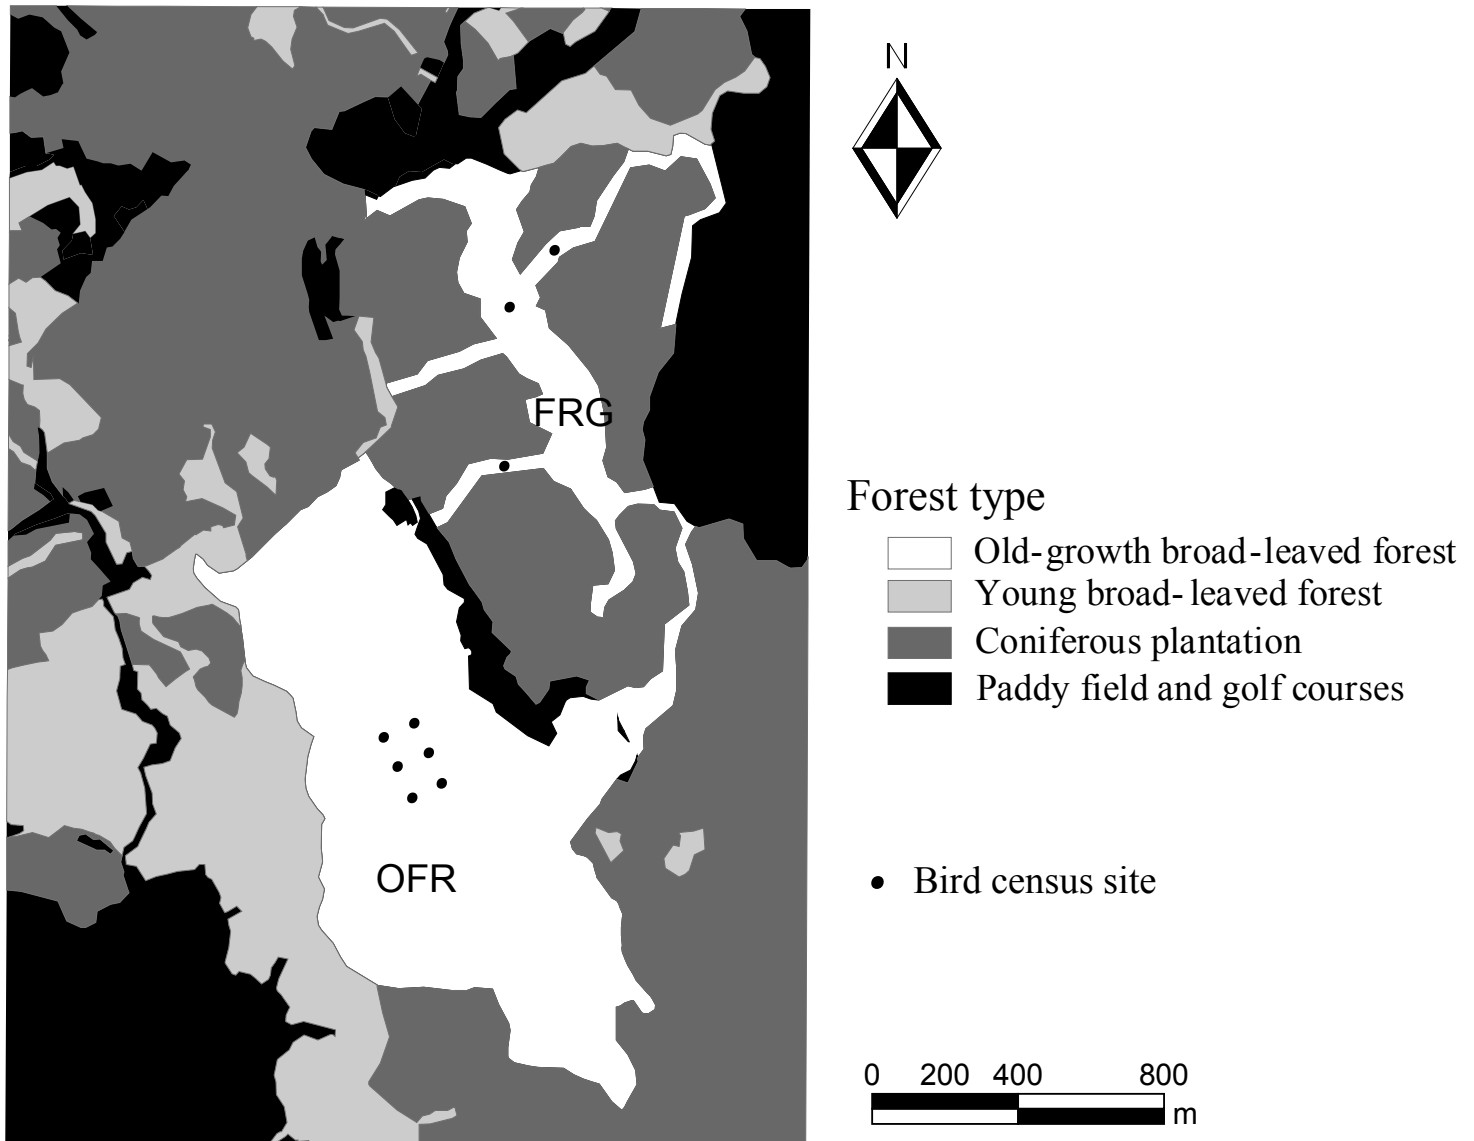 N
FRG
Forest type
Old-growth broad-leaved forest
Young broad-leaved forest
Coniferous plantation
Paddy field and golf courses
OFR
Bird census site
0 200 400 800
m